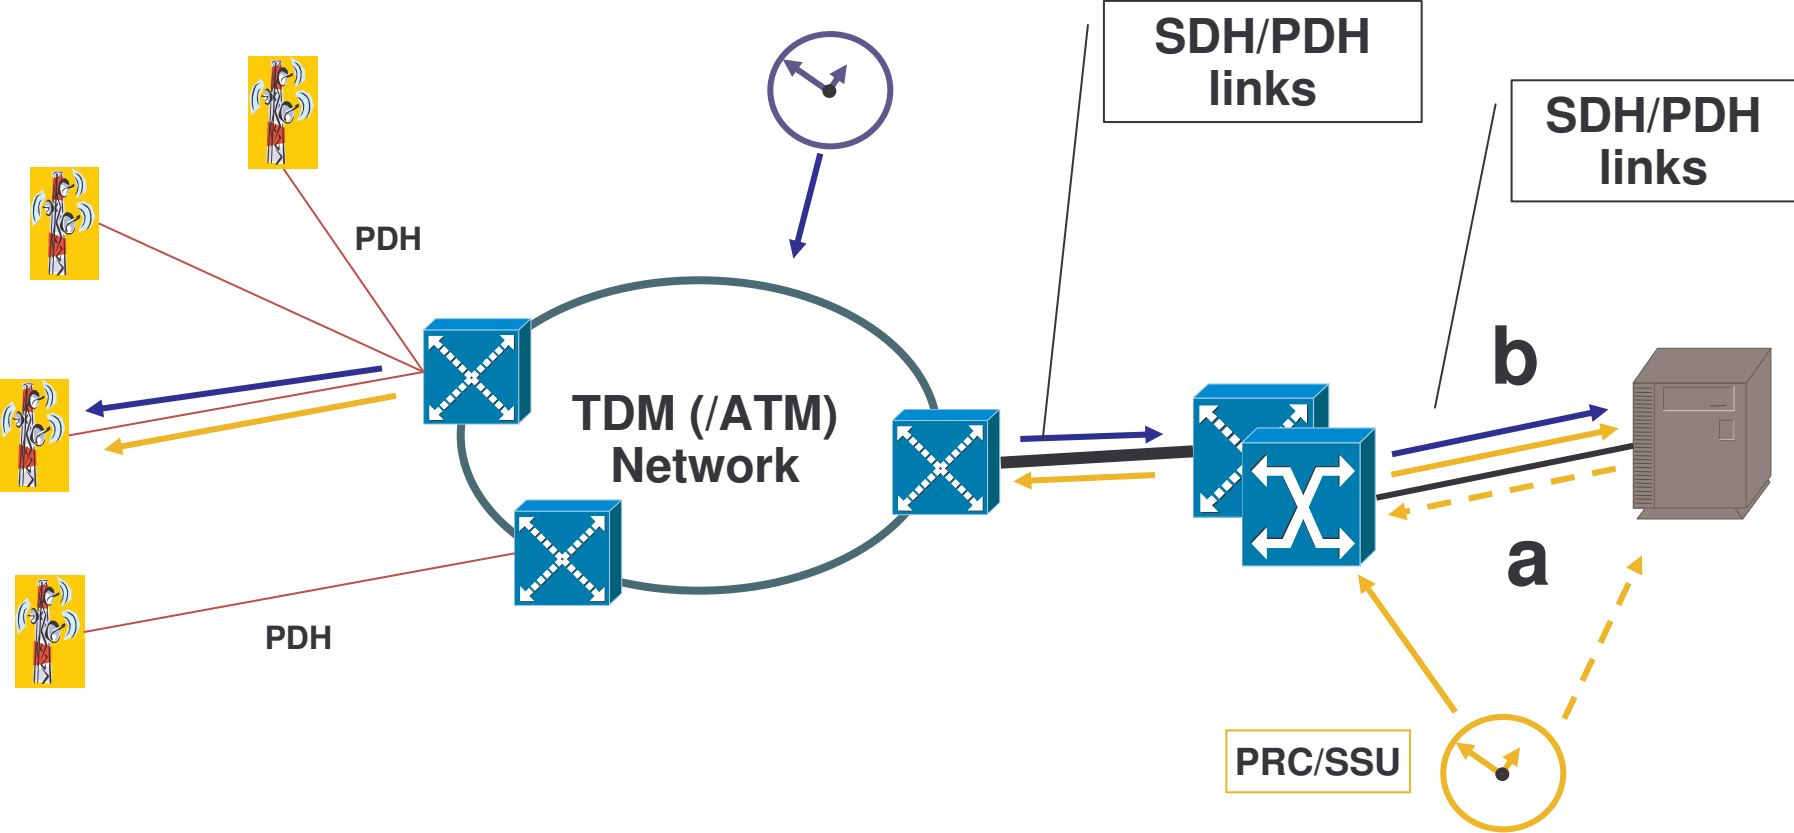 SDH/PDH
links
SDH/PDH
links
PDH
b
TDM (/ATM)
Network
a
PDH
PRC/SSU